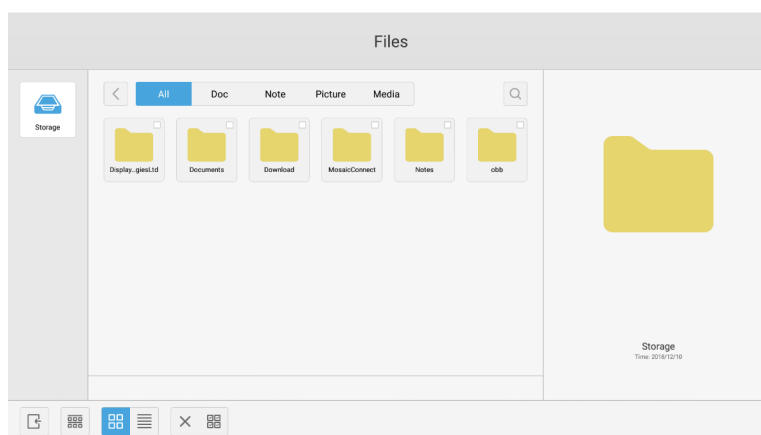 Files
Storage
All
Doc
Note
Picture
Media
Display...giesLtd
Documents
Download
MosaicConnect
Notes
obb
Storage
Time: 2018/12/10